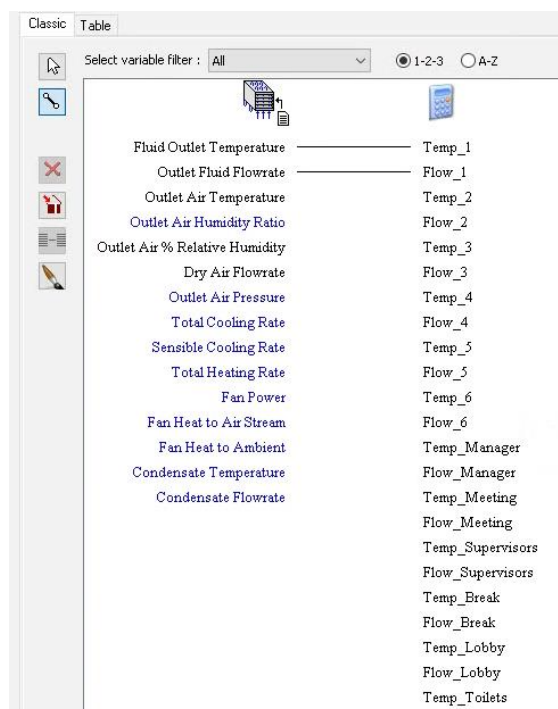 Classic Table
Select variable filter : All 1-2-3 A-Z
Fluid Outlet Temperature Temp_1
Outlet Fluid Flowrate Flow_1
Outlet Air Temperature Temp_2
Outlet Air Humidity Ratio Flow_2
Outlet Air % Relative Humidity Temp_3
Dry Air Flowrate Flow_3
Outlet Air Pressure Temp_4
Total Cooling Rate Flow_4
Sensible Cooling Rate Temp_5
Total Heating Rate Flow_5
Fan Power Temp_6
Fan Heat to Air Stream Flow_6
Fan Heat to Ambient Temp_Manager
Condensate Temperature Flow_Manager
Condensate Flowrate Temp_Meeting
Flow_Meeting
Temp_Supervisors
Flow_Supervisors
Temp_Break
Flow_Break
Temp_Lobby
Flow_Lobby
Temp_Toilets